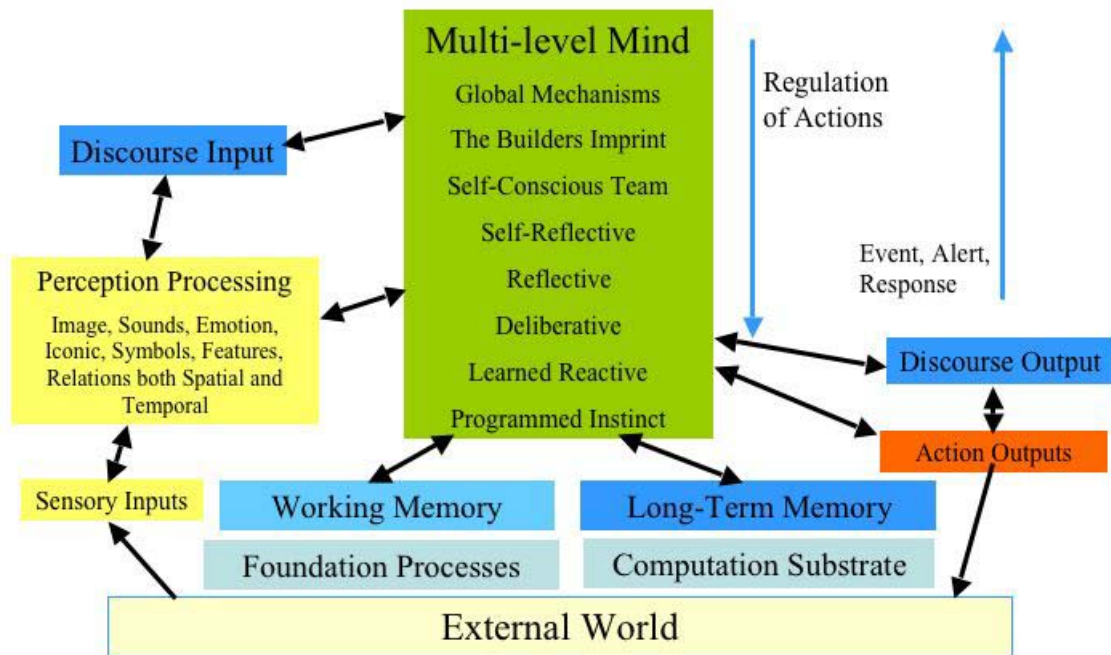 Multi-level Mind
Global Mechanisms
The Builders Imprint
Self-Conscious Team
Self-Reflective
Reflective
Deliberative
Learned Reactive
Programmed Instinct
Regulation
of Actions
Event, Alert,
Response
Discourse Input
Perception Processing
Image, Sounds, Emotion,
Iconic, Symbols, Features,
Relations both Spatial and
Temporal
Sensory Inputs
Discourse Output
Action Outputs
Working Memory
Long-Term Memory
Foundation Processes
Computation Substrate
External World